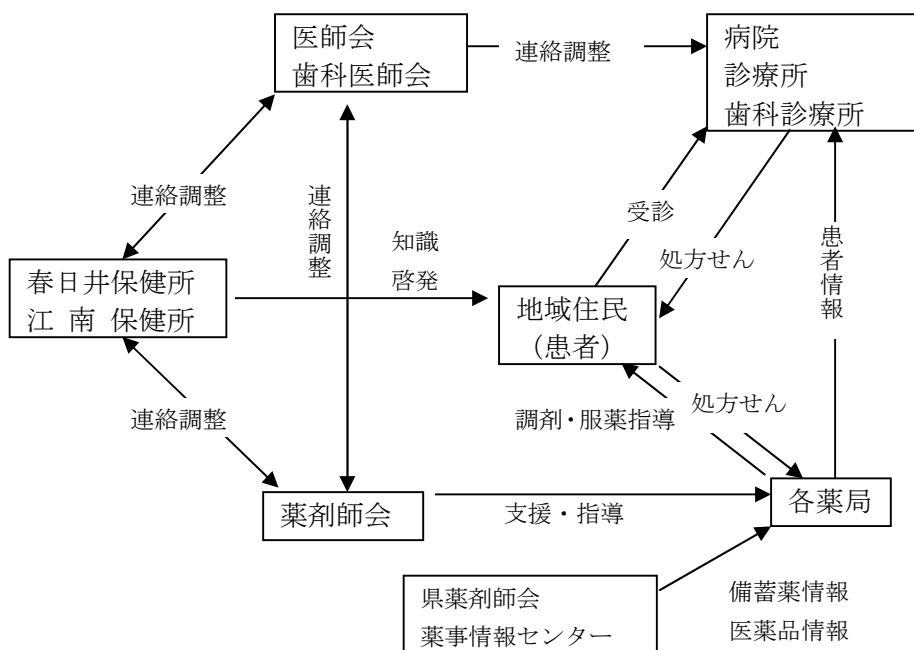 医師会
歯科医師会
連絡調整
病院
診療所
歯科診療所
連絡調整
連絡調整
知識
啓発
受診
処方せん
患者情報
春日井保健所
江 南 保健所
地域住民
（患者）
連絡調整
調剤・服薬指導
処方せん
薬剤師会
支援・指導
各薬局
県薬剤師会
薬事情報センター
備蓄薬情報
医薬品情報